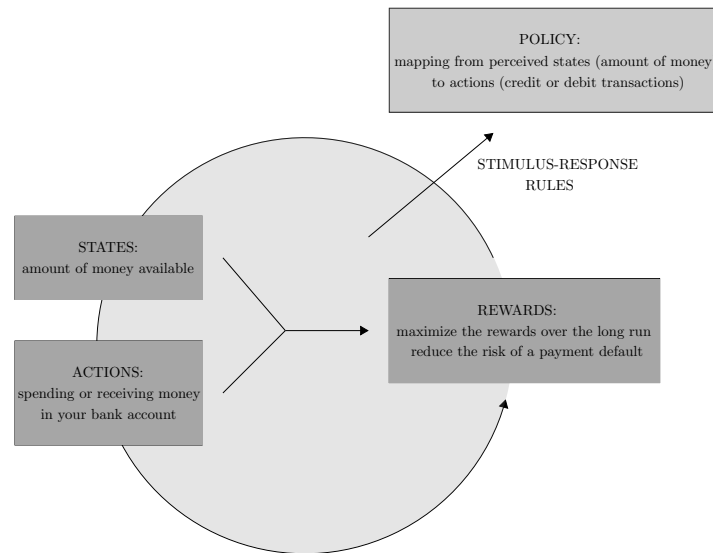 POLICY:
mapping from perceived states (amount of money
to actions (credit or debit transactions)
STIMULUS-RESPONSE
RULES
STATES:
amount of money available
REWARDS:
maximize the rewards over the long run
reduce the risk of a payment default
ACTIONS:
spending or receiving money
in your bank account